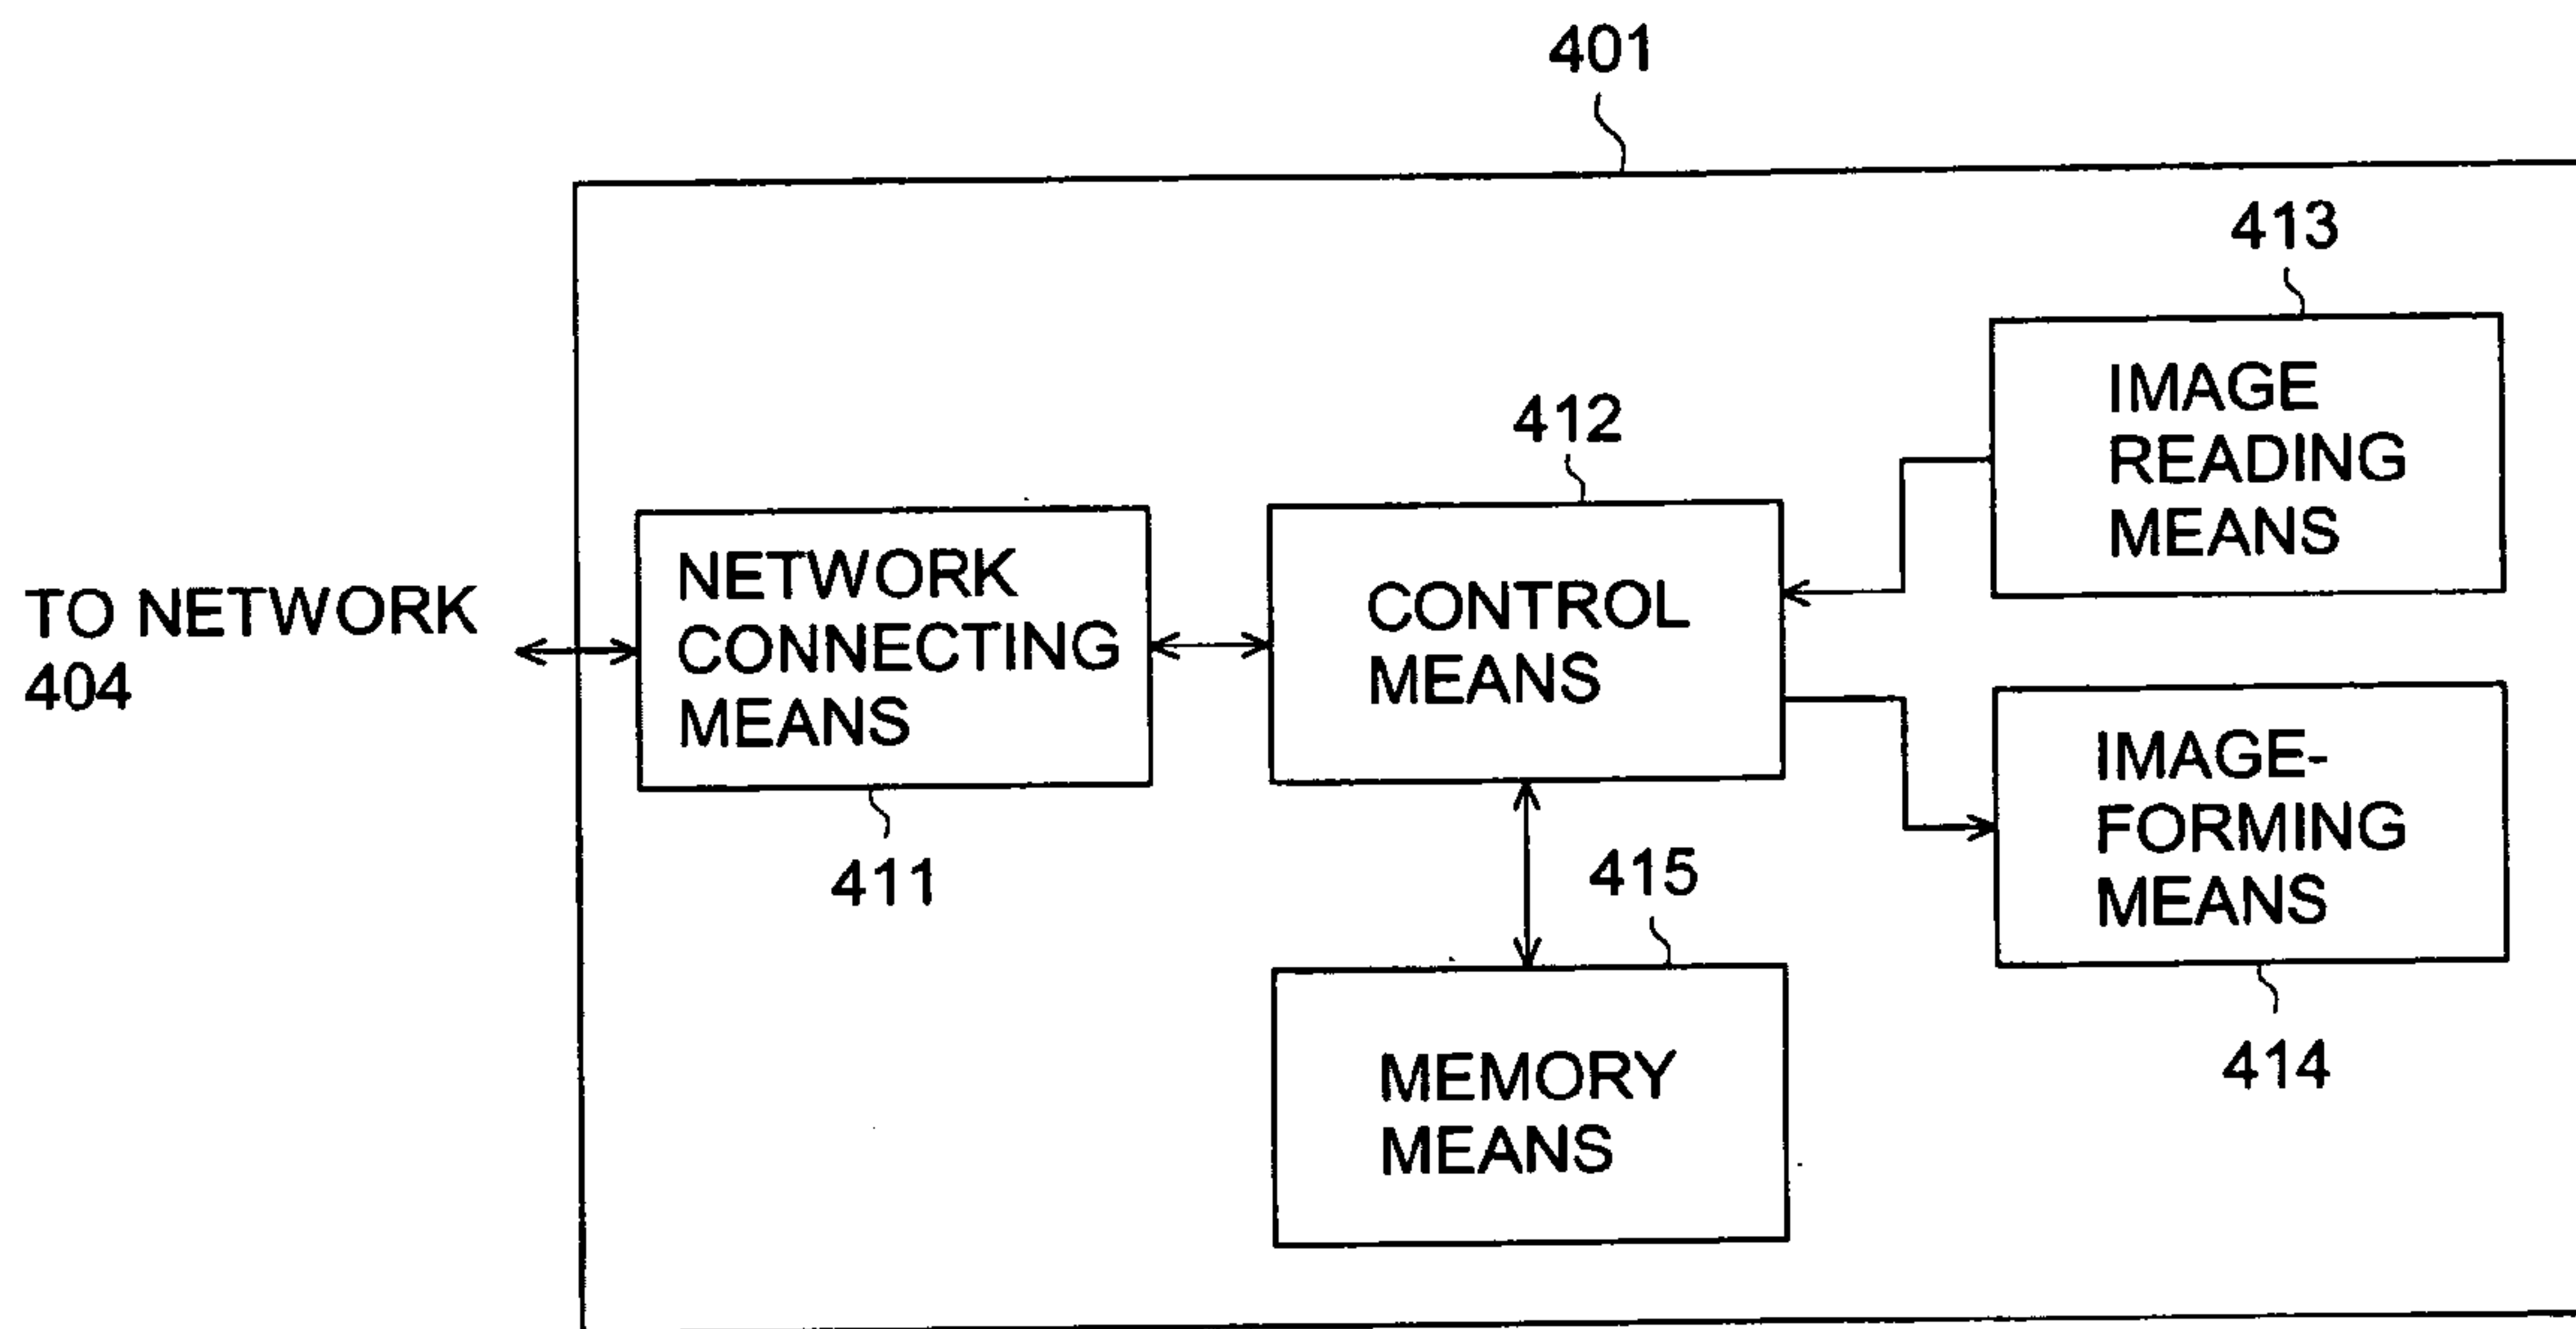 401
413
IMAGE
READING
MEANS
412
NETWORK
CONNECTING
MEANS
CONTROL
MEANS
TO NETWORK
404
IMAGE-
FORMING
MEANS
411
415
414
MEMORY
MEANS